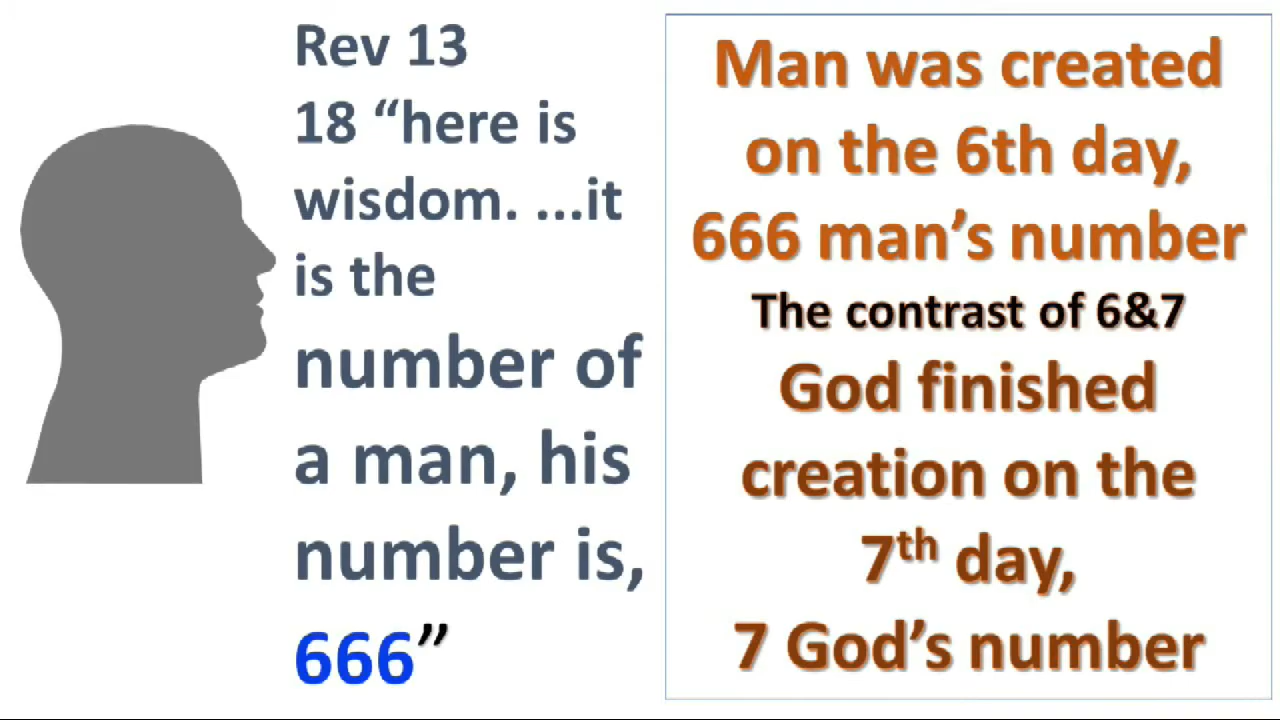 Rev 13
18 “here is
wisdom. ...it
is the
number of
a man, his
number is,
666”
Man was created
on the 6th day,
666 man’s number
The contrast of 6&7
God finished
creation on the
7th day,
7 God’s number